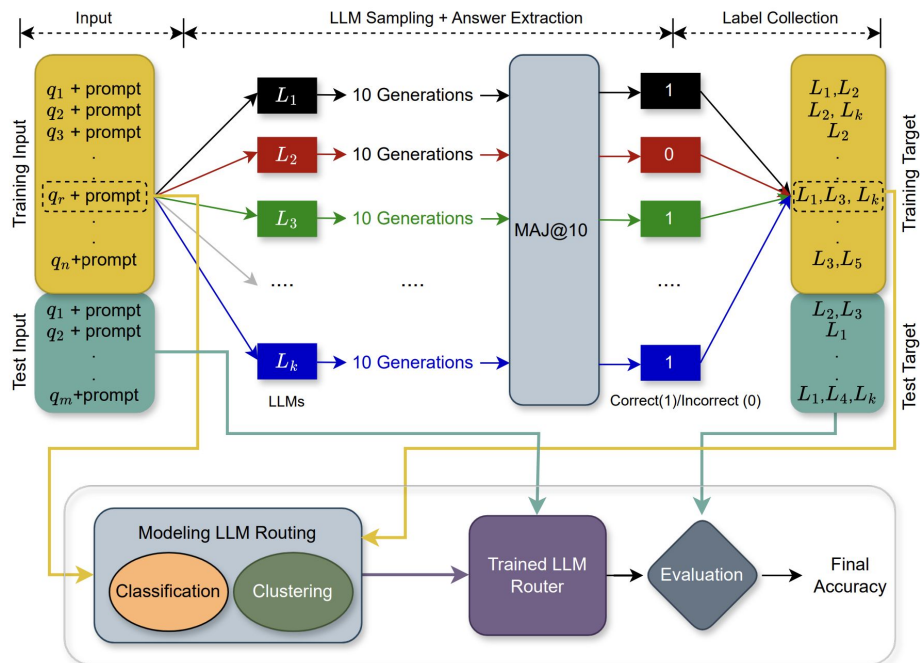 Input
LLM Sampling + Answer Extraction
Label Collection
Training Input
q₁ + prompt
q₂ + prompt
q₃ + prompt
.
.
qᵣ + prompt
.
.
qₙ+prompt
Test Input
q₁ + prompt
q₂ + prompt
.
.
qₘ+prompt
L₁
10 Generations
L₂
10 Generations
L₃
10 Generations
....
....
Lₖ
10 Generations
LLMs
MAJ@10
1
0
1
....
1
Correct(1)/Incorrect (0)
L₁,L₂
L₂, Lₖ
L₂
.
.
L₁,L₃, Lₖ
.
.
L₃,L₅
Training Target
L₂,L₃
L₁
.
.
L₁,L₄,Lₖ
Test Target
Modeling LLM Routing
Classification
Clustering
Trained LLM
Router
Evaluation
Final
Accuracy